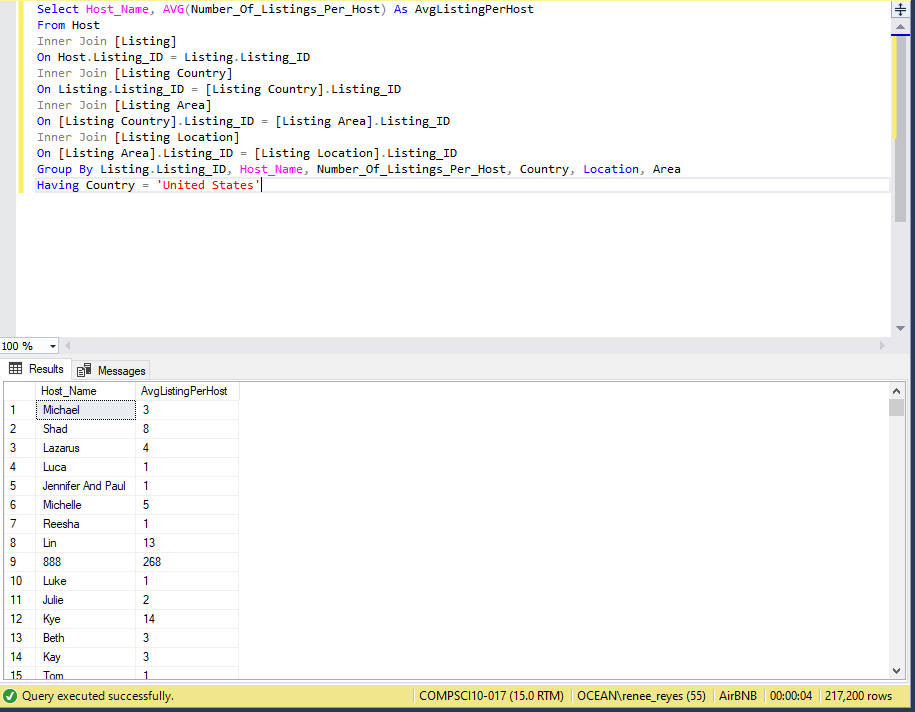 Select Host_Name, AVG(Number_Of_Listings_Per_Host) As AvgListingPerHost
From Host
Inner Join [Listing]
On Host.Listing_ID = Listing.Listing_ID
Inner Join [Listing Country]
On Listing.Listing_ID = [Listing Country].Listing_ID
Inner Join [Listing Area]
On [Listing Country].Listing_ID = [Listing Area].Listing_ID
Inner Join [Listing Location]
On [Listing Area].Listing_ID = [Listing Location].Listing_ID
Group By Listing.Listing_ID, Host_Name, Number_Of_Listings_Per_Host, Country, Location, Area
Having Country = 'United States'
100 %
Results Messages
Host_Name AvgListingPerHost
1 Michael 3
2 Shad 8
3 Lazarus 4
4 Luca 1
5 Jennifer And Paul 1
6 Michelle 5
7 Reesha 1
8 Lin 13
9 888 268
10 Luke 1
11 Julie 2
12 Kye 14
13 Beth 3
14 Kay 3
15 Tom 1
Query executed successfully. COMPSCI10-017 (15.0 RTM) OCEAN\renee_reyes (55) AirBNB 00:00:04 217,200 rows